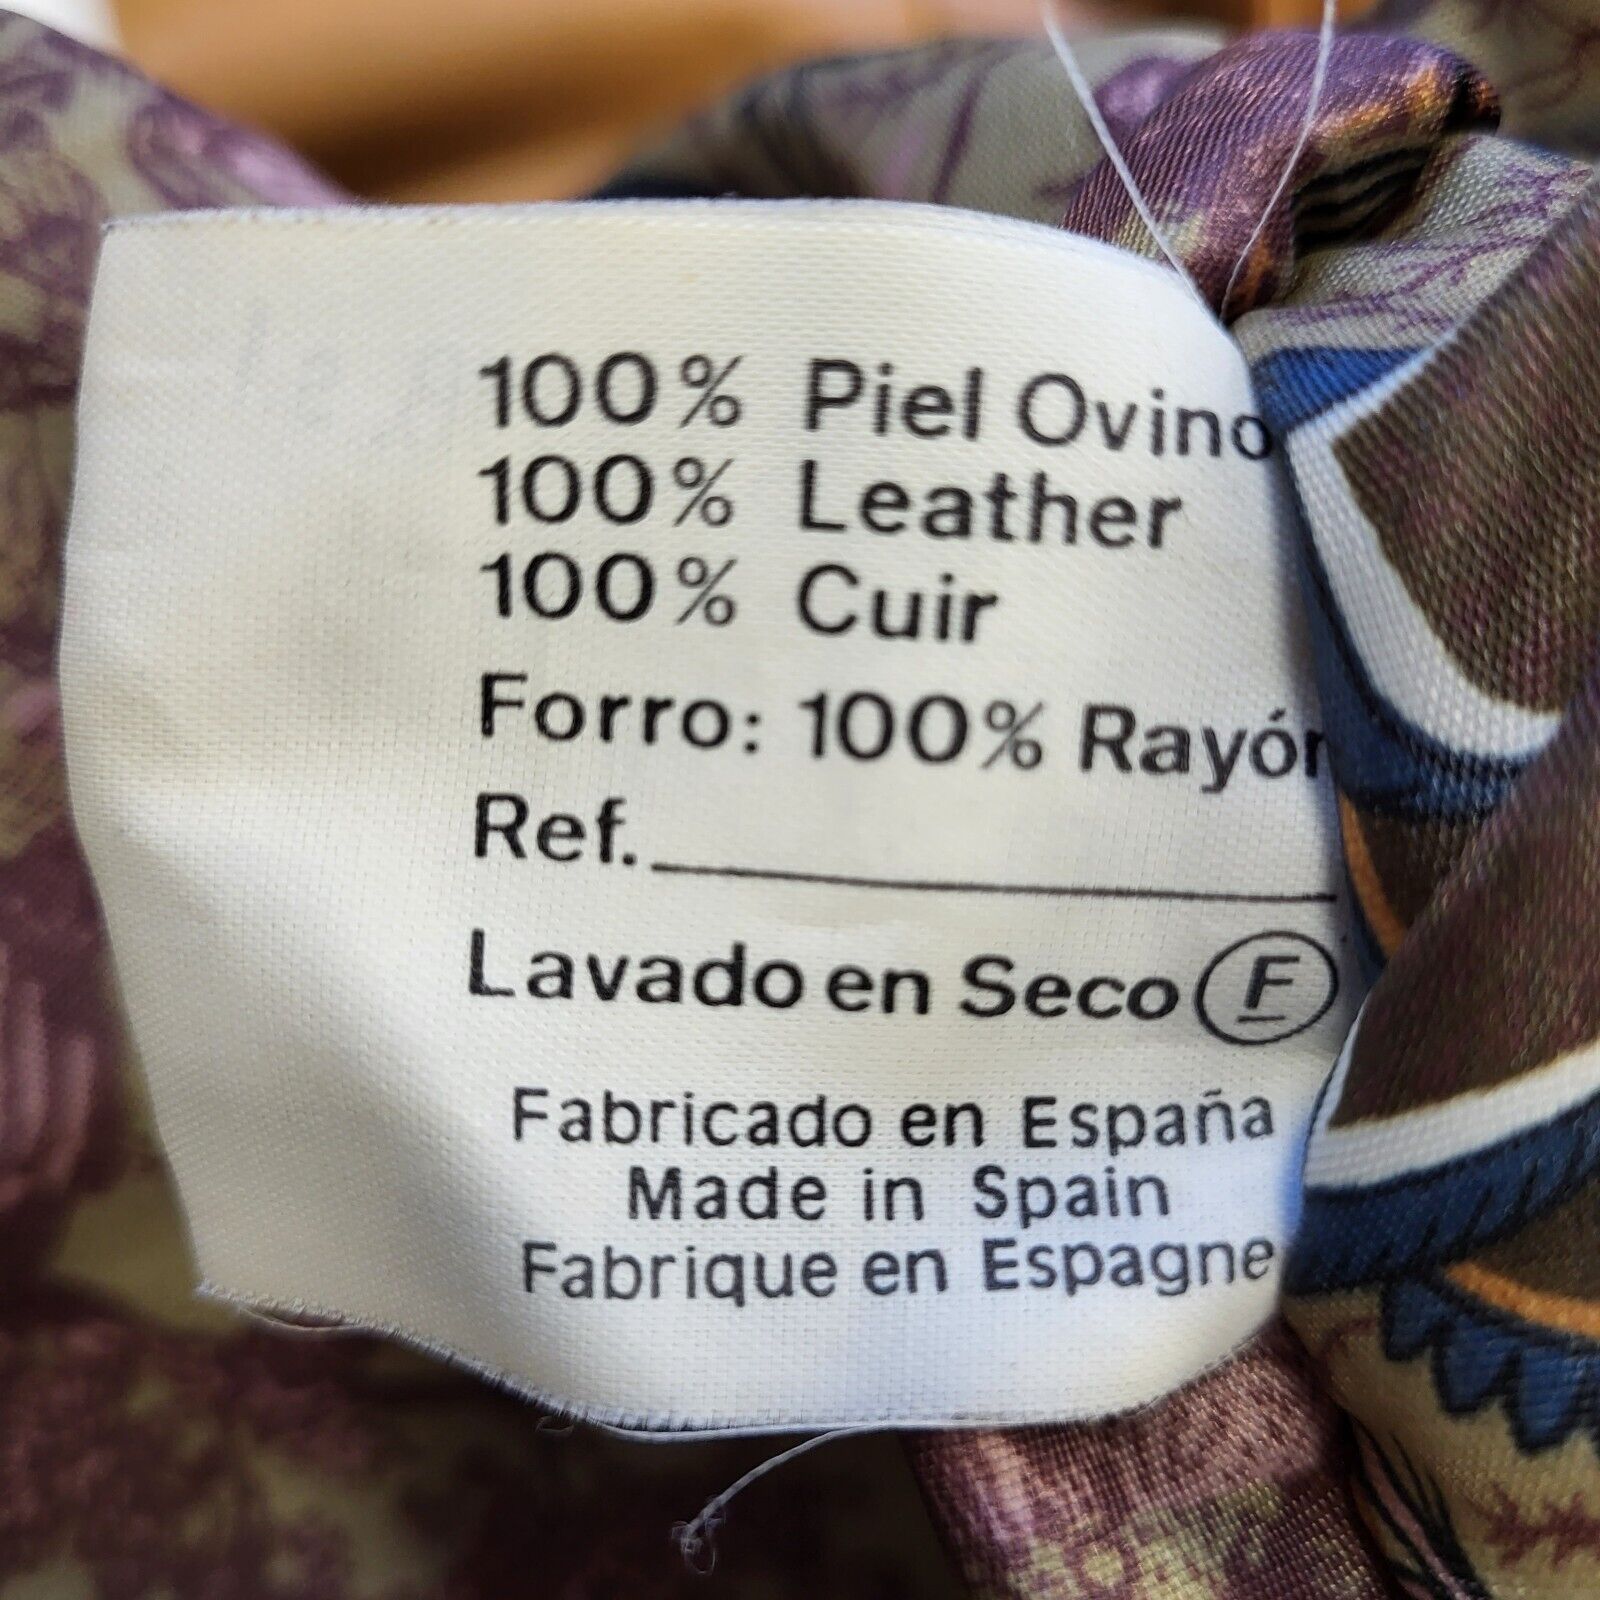 100% Piel Ovino
100% Leather
100% Cuir
Forro: 100% Rayón
Ref.
Lavado en Seco F
Fabricado en España
Made in Spain
Fabrique en Espagne